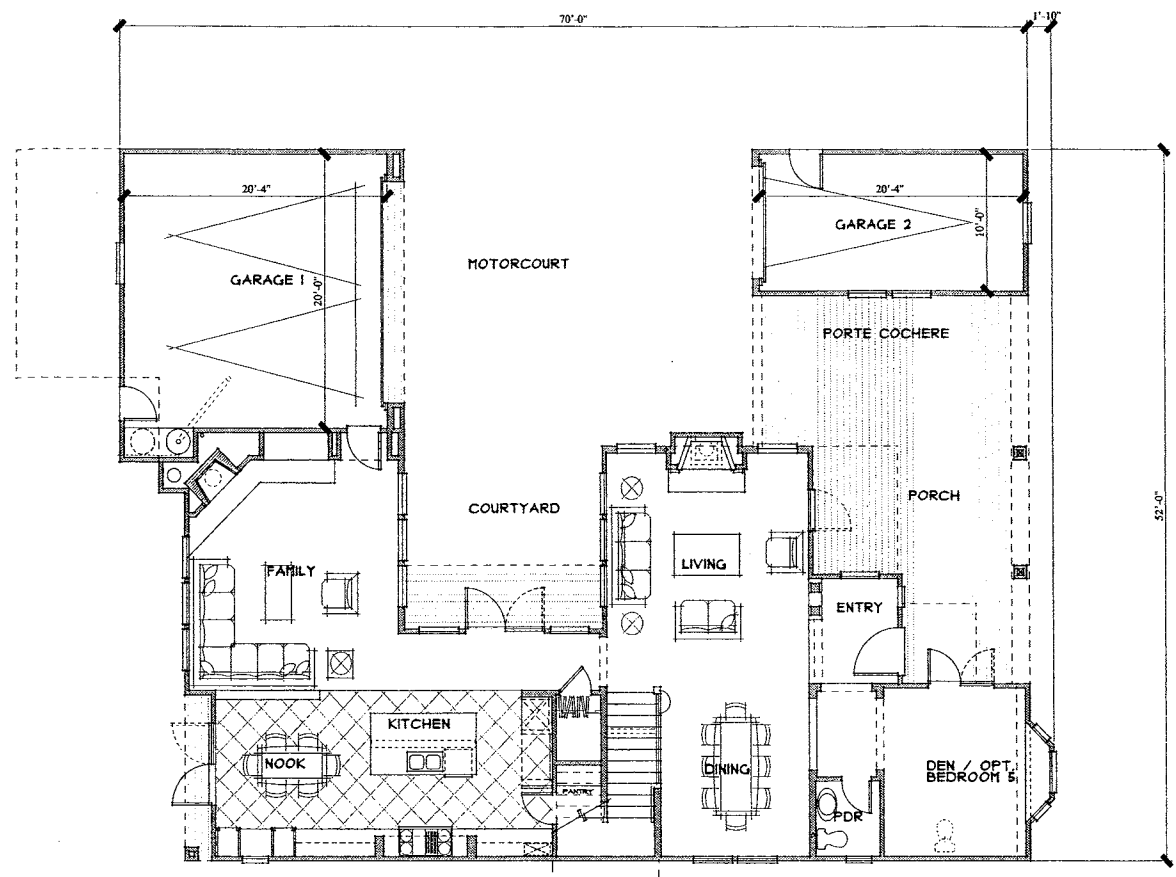 70'-0"
1'-10"
20'-4"
20'-4"
GARAGE 2
10'-0"
MOTORCOURT
GARAGE 1
20'-0"
PORTE COCHERE
PORCH
COURTYARD
52'-0"
LIVING
FAMILY
ENTRY
KITCHEN
NOOK
DINING
DEN / OPT.
BEDROOM 5
PANTRY
PDR